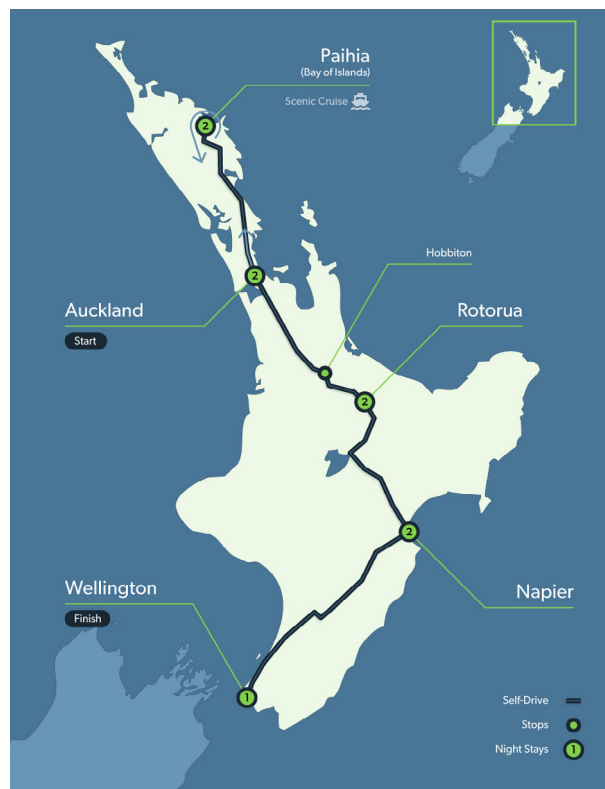 Paihia
(Bay of Islands)
Scenic Cruise
2
Hobbiton
2
Auckland
Start
Rotorua
2
2
Wellington
Finish
Napier
1
Self-Drive
Stops
Night Stays 1